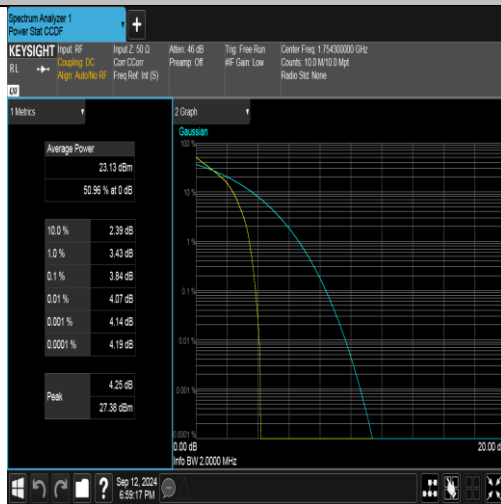 Spectrum Analyzer 1
Power Stat CCDF
+
KEYSIGHT
RL
Input: RF
Coupling: DC
Align: Auto/No RF
Input Z: 50 Ω
Corr CCorr
Freq Ref: Int (S)
Atten: 46 dB
Preamp: Off
Trig: Free Run
#IF Gain: Low
Center Freq: 1.754300000 GHz
Counts: 10.0 M/10.0 Mpt
Radio Std: None
1 Metrics
Average Power
23.13 dBm
50.96 % at 0 dB
10.0 % 2.39 dB
1.0 % 3.43 dB
0.1 % 3.84 dB
0.01 % 4.07 dB
0.001 % 4.14 dB
0.0001 % 4.19 dB
Peak
4.25 dB
27.38 dBm
2 Graph
Gaussian
100 %
10 %
1 %
0.1 %
0.01 %
0.001 %
0.0001 %
0.00 dB
20.00 d
Info BW 2.0000 MHz
?
Sep 12, 2024
6:59:17 PM